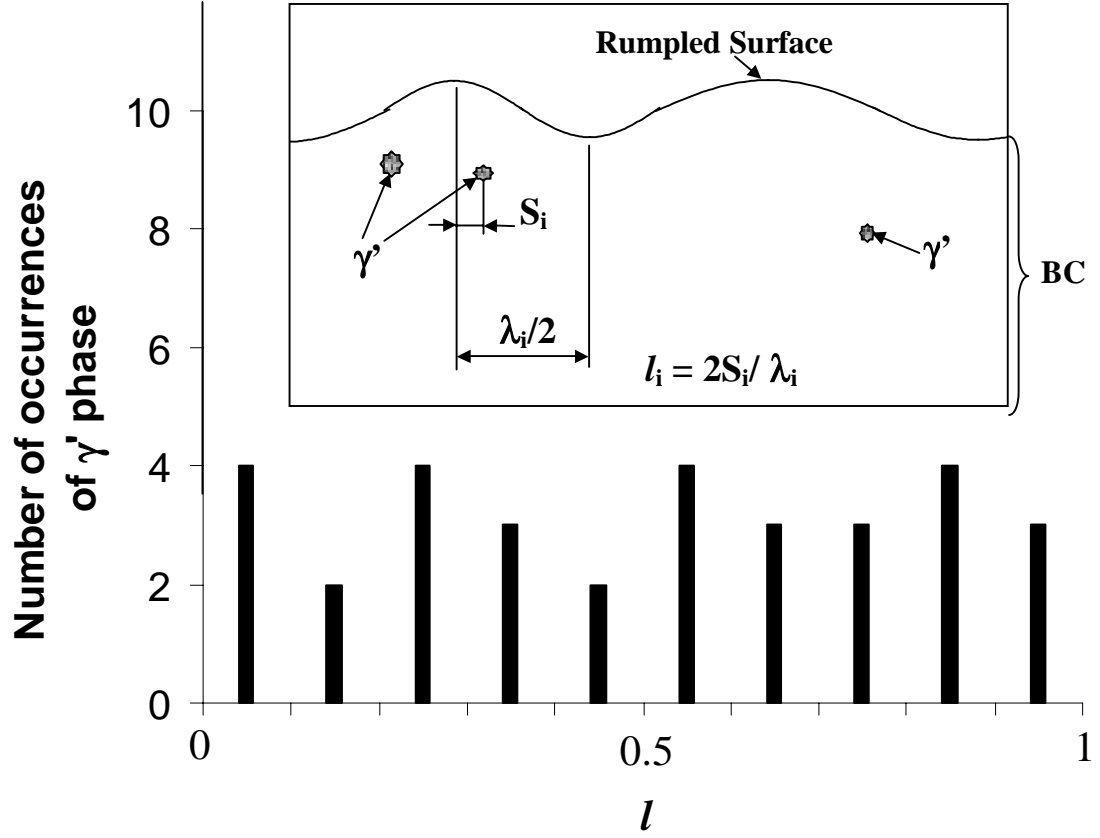 Rumpled Surface
10
Sᵢ
γ’
γ’
8
BC
λᵢ/2
6
lᵢ = 2Sᵢ/ λᵢ
Number of occurrences
of γ' phase
4
2
0
0
0.5
1
l